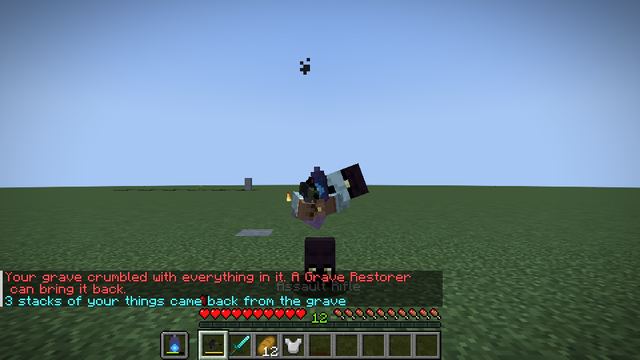 Your grave crumbled with everything in it. A Grave Restorer
can bring it back.
Assault Rifle
3 stacks of your things came back from the grave
12
12